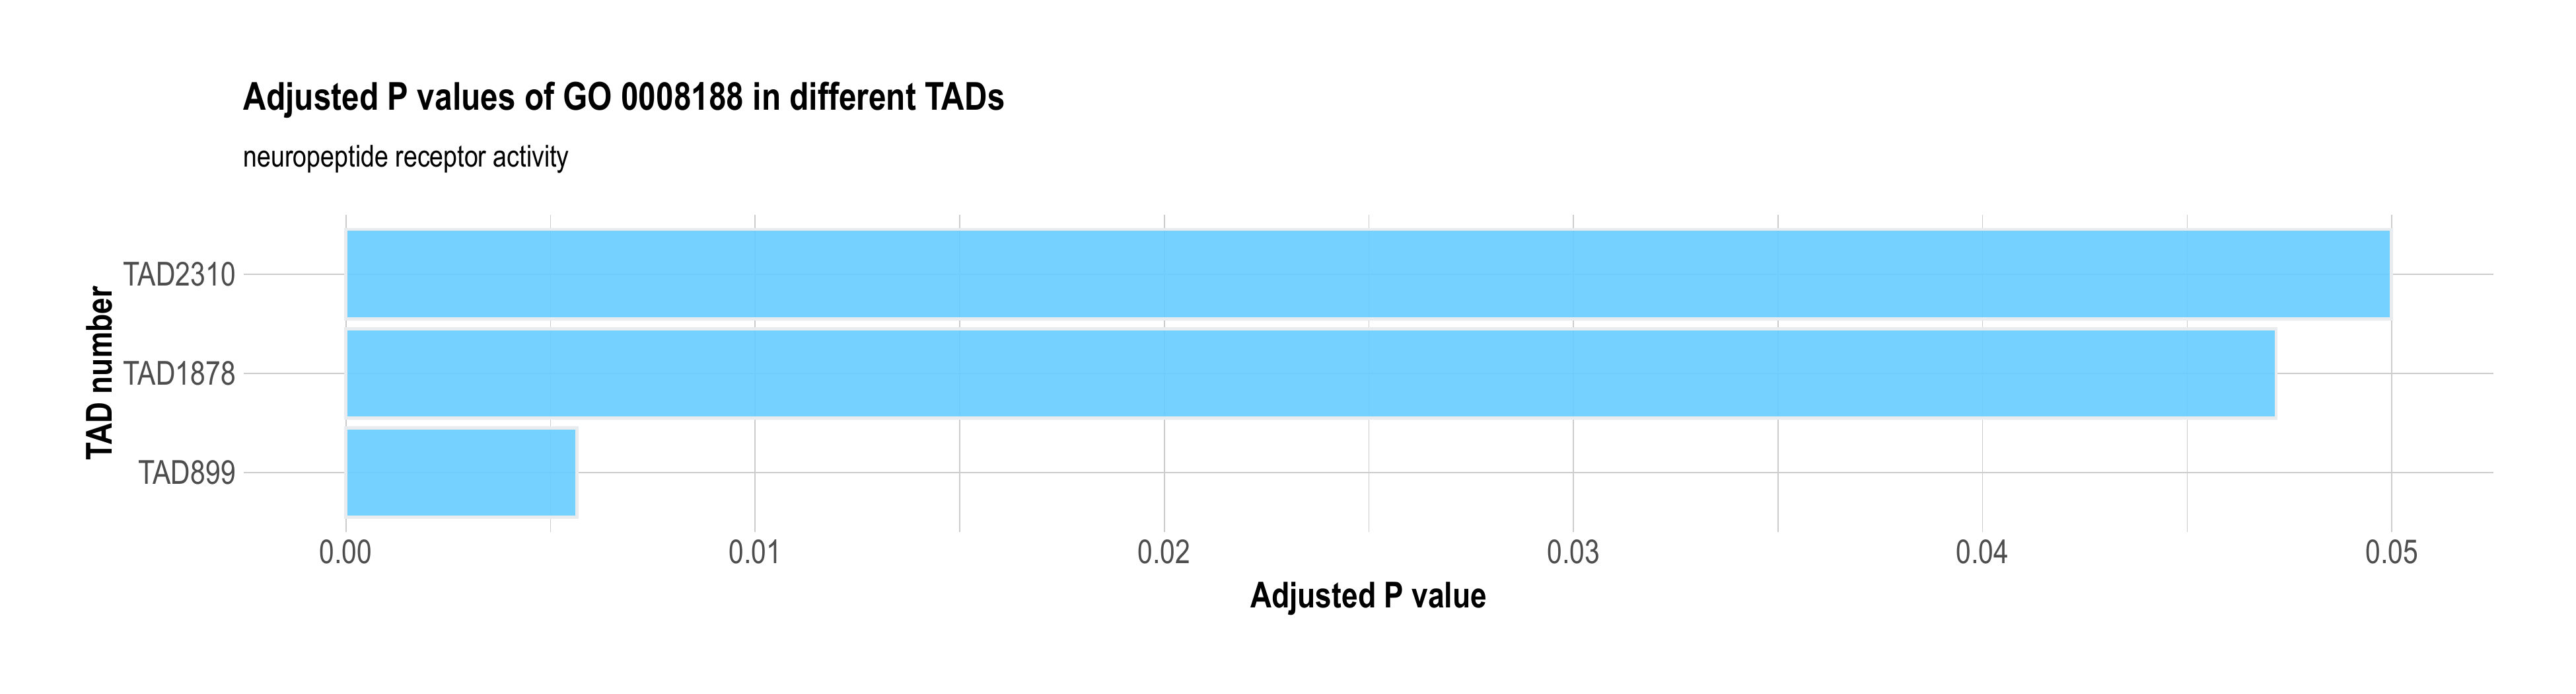 Adjusted P values of GO 0008188 in different TADs
neuropeptide receptor activity
TAD number
TAD2310
TAD1878
TAD899
0.00 0.01 0.02 0.03 0.04 0.05
Adjusted P value